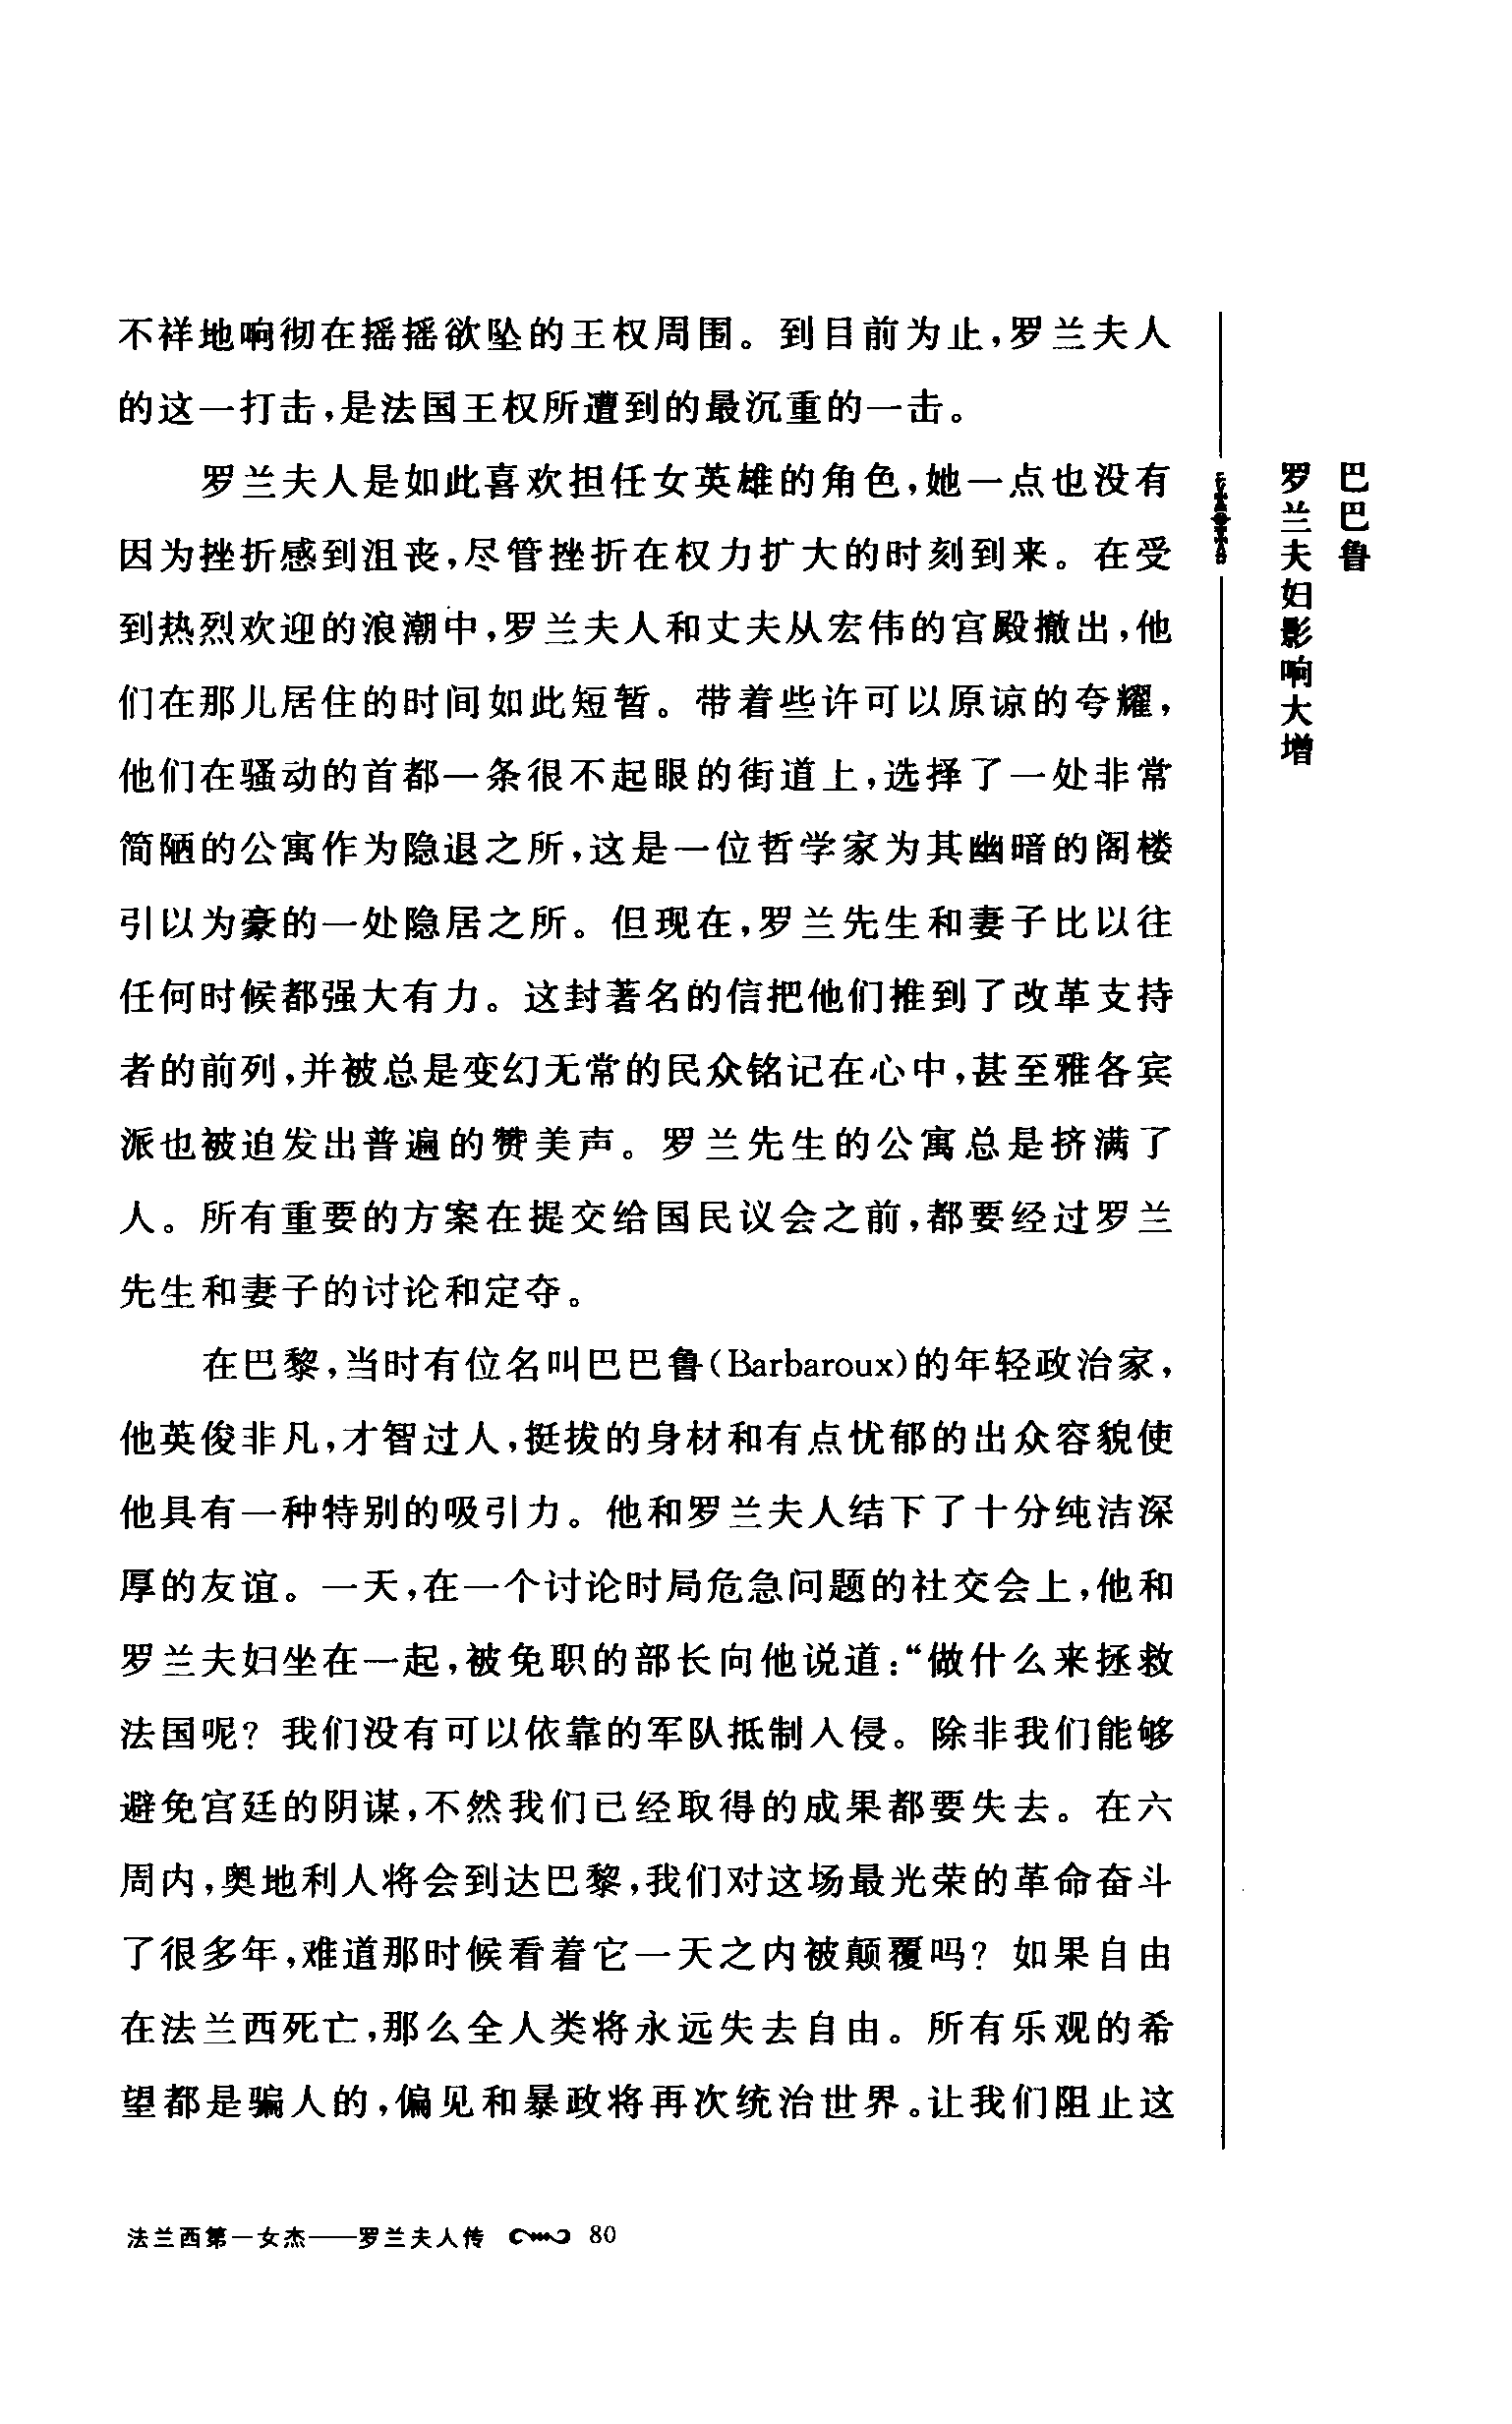 不祥地响彻在摇摇欲坠的王权周围。到目前为止,罗兰夫人
的这一打击,是法国王权所遭到的最沉重的一击。
罗兰夫人是如此喜欢担任女英雄的角色,她一点也没有
因为挫折感到沮丧,尽管挫折在权力扩大的时刻到来。在受
到热烈欢迎的浪潮中,罗兰夫人和丈夫从宏伟的宫殿撤出,他
们在那儿居住的时间如此短暂。带着些许可以原谅的夸耀,
他们在骚动的首都一条很不起眼的街道上,选择了一处非常
简陋的公寓作为隐退之所,这是一位哲学家为其幽暗的阁楼
引以为豪的一处隐居之所。但现在,罗兰先生和妻子比以往
任何时候都强大有力。这封著名的信把他们推到了改革支持
者的前列,并被总是变幻无常的民众铭记在心中,甚至雅各宾
派也被迫发出普遍的赞美声。罗兰先生的公寓总是挤满了
人。所有重要的方案在提交给国民议会之前,都要经过罗兰
先生和妻子的讨论和定夺。
在巴黎,当时有位名叫巴巴鲁(Barbaroux)的年轻政治家,
他英俊非凡,才智过人,挺拔的身材和有点忧郁的出众容貌使
他具有一种特别的吸引力。他和罗兰夫人结下了十分纯洁深
厚的友谊。一天,在一个讨论时局危急问题的社交会上,他和
罗兰夫妇坐在一起,被免职的部长向他说道:“做什么来拯救
法国呢?我们没有可以依靠的军队抵制入侵。除非我们能够
避免宫廷的阴谋,不然我们已经取得的成果都要失去。在六
周内,奥地利人将会到达巴黎,我们对这场最光荣的革命奋斗
了很多年,难道那时候看着它一天之内被颠覆吗?如果自由
在法兰西死亡,那么全人类将永远失去自由。所有乐观的希
望都是骗人的,偏见和暴政将再次统治世界。让我们阻止这
巴巴鲁
罗兰夫妇影响大增
法兰西第一女杰——罗兰夫人传 80